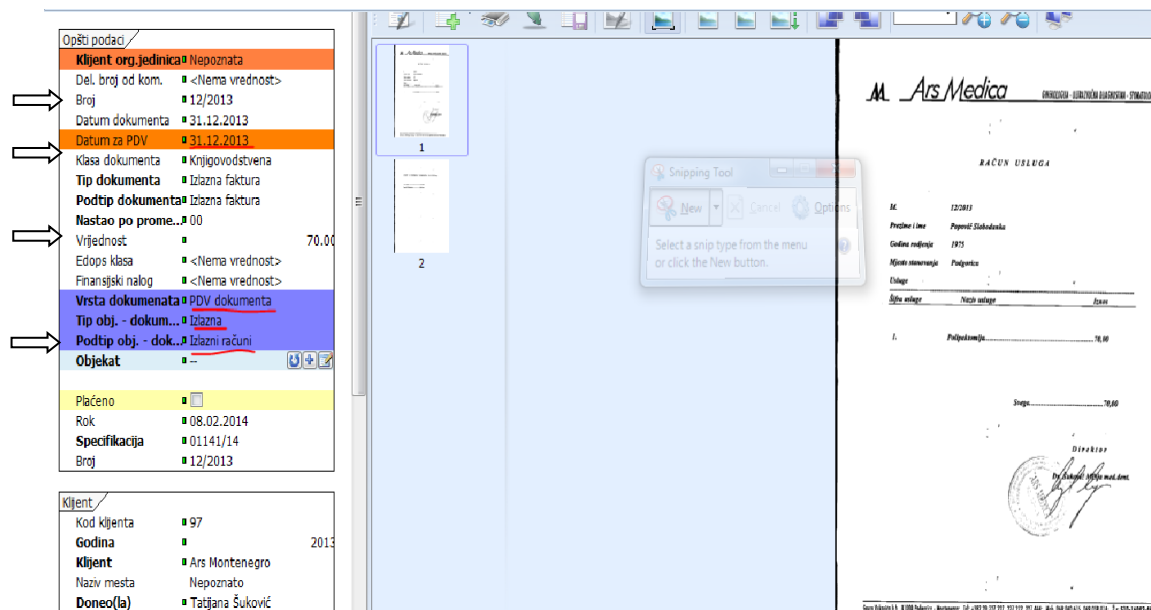 Opšti podaci
Klijent org.jedinica Nepoznata
Del. broj od kom. <Nema vrednost>
Broj 12/2013
Datum dokumenta 31.12.2013
Datum za PDV 31.12.2013
Klasa dokumenta Knjigovodstvena
Tip dokumenta Izlazna faktura
Podtip dokumenta Izlazna faktura
Nastao po prome... 00
Vrijednost 70.00
Edops klasa <Nema vrednost>
Finansijski nalog <Nema vrednost>
Vrsta dokumenata PDV dokumenta
Tip obj. - dokum... Izlazna
Podtip obj. - dok... Izlazni računi
Objekat --
Plaćeno
Rok 08.02.2014
Specifikacija 01141/14
Broj 12/2013
Klijent
Kod klijenta 97
Godina 2013
Klijent Ars Montenegro
Naziv mesta Nepoznato
Doneo(la) Tatijana Šuković
1
2
Snipping Tool
New Cancel Options
Select a snip type from the menu
or click the New button.
Ars Medica
RAČUN USLUGA
Id. 12/2013
Prezime i ime Popović Slobodanka
Godina rodjenja 1975
Mjesto stanovanja Podgorica
Usluge
Šifra usluge Naziv usluge Iznos
1. Polipektomija 70,00
Svega 70,00
Direktor